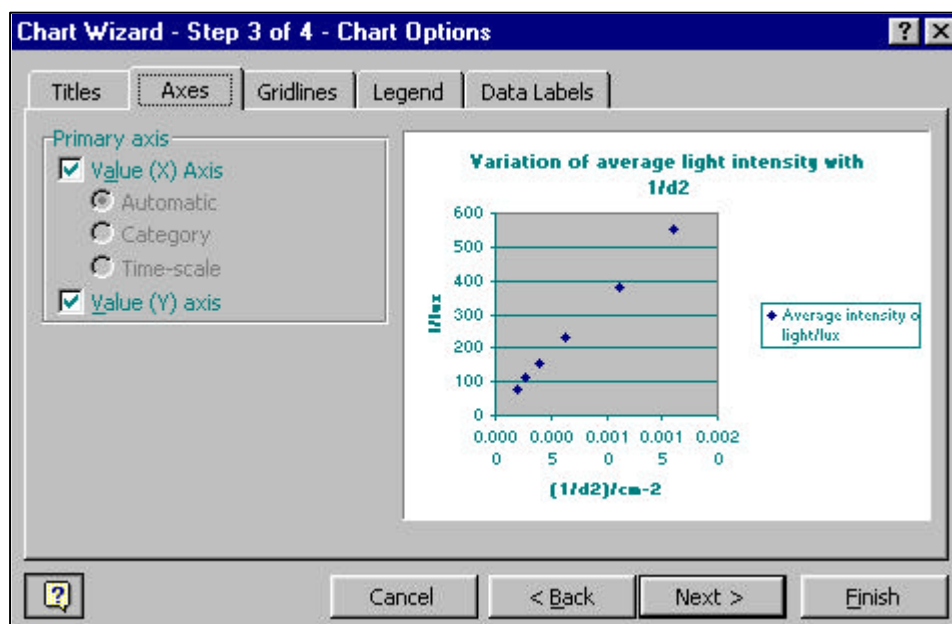 Chart Wizard - Step 3 of 4 - Chart Options
Titles
Axes
Gridlines
Legend
Data Labels
Primary axis
Value (X) Axis
Automatic
Category
Time-scale
Value (Y) axis
Variation of average light intensity with
1/d2
600
500
400
300
200
100
0
I/lux
0.000 0.000 0.001 0.001 0.002
0 5 0 5 0
(1/d2)/cm-2
Average intensity o
light/lux
?
Cancel
< Back
Next >
Finish